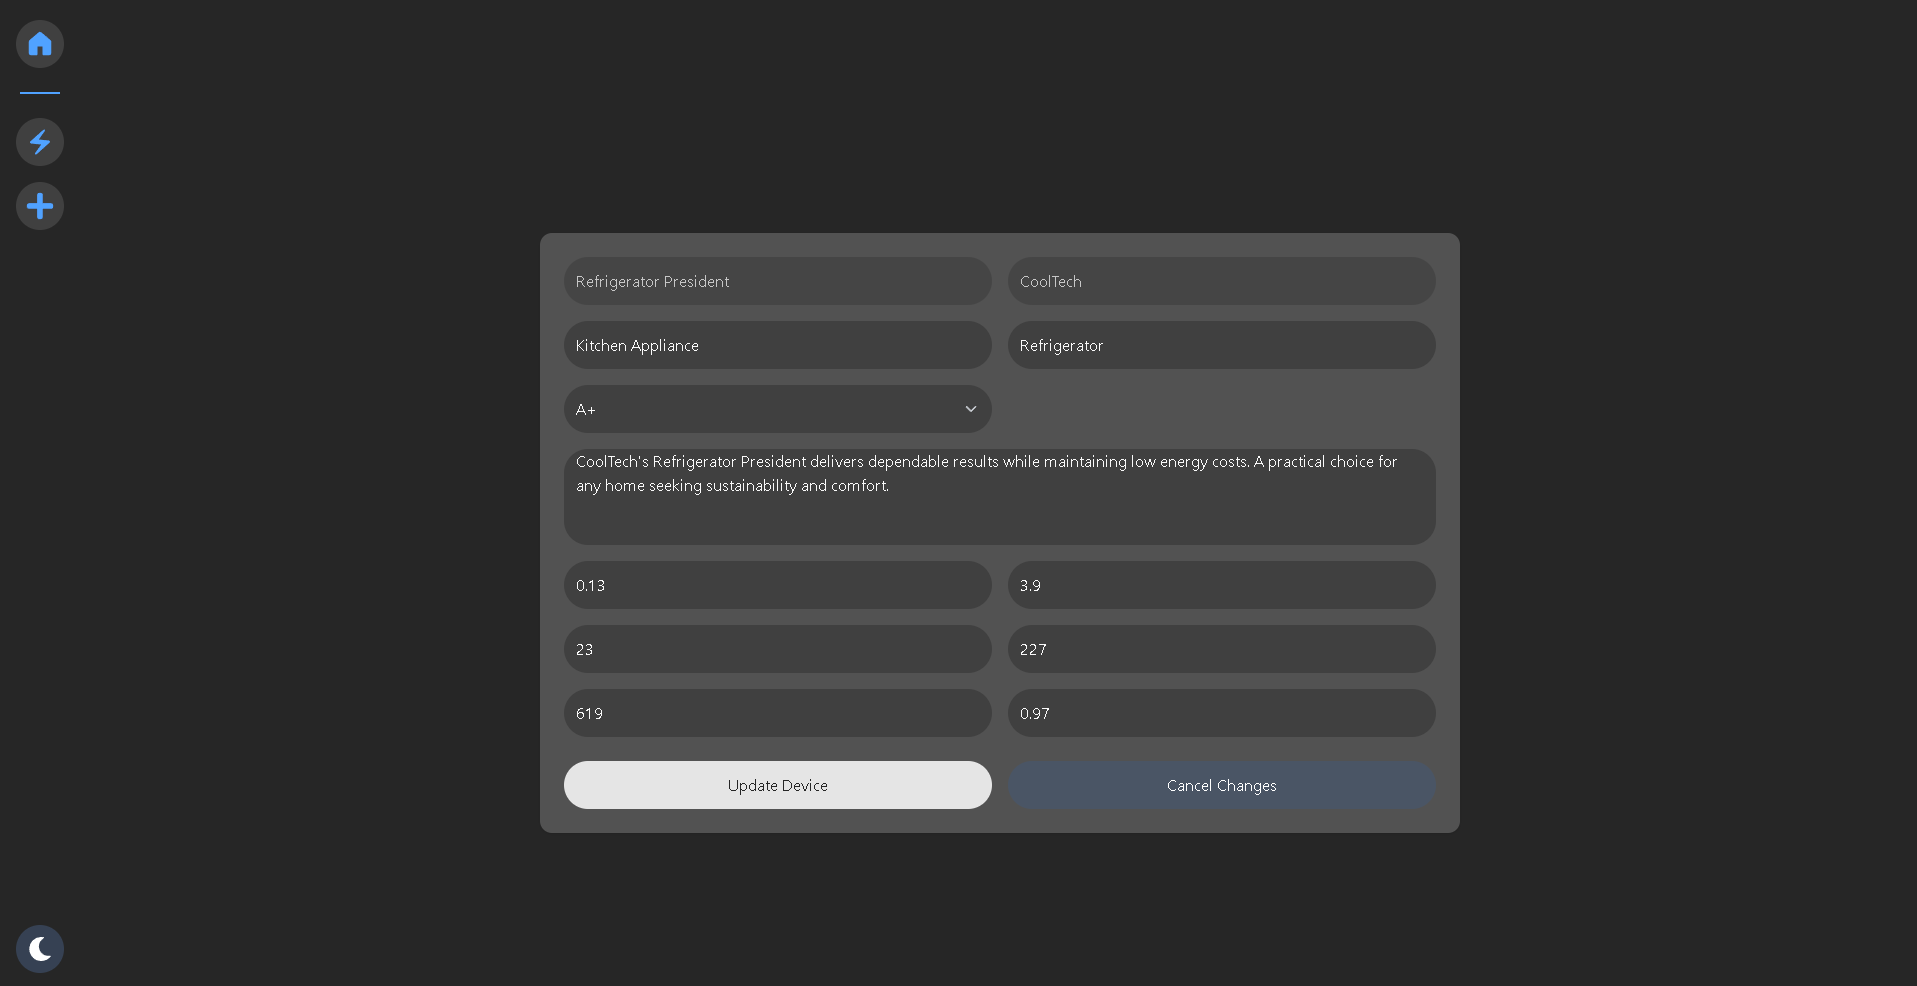 Refrigerator President
CoolTech
Kitchen Appliance
Refrigerator
A+
CoolTech's Refrigerator President delivers dependable results while maintaining low energy costs. A practical choice for
any home seeking sustainability and comfort.
0.13
3.9
23
227
619
0.97
Update Device
Cancel Changes